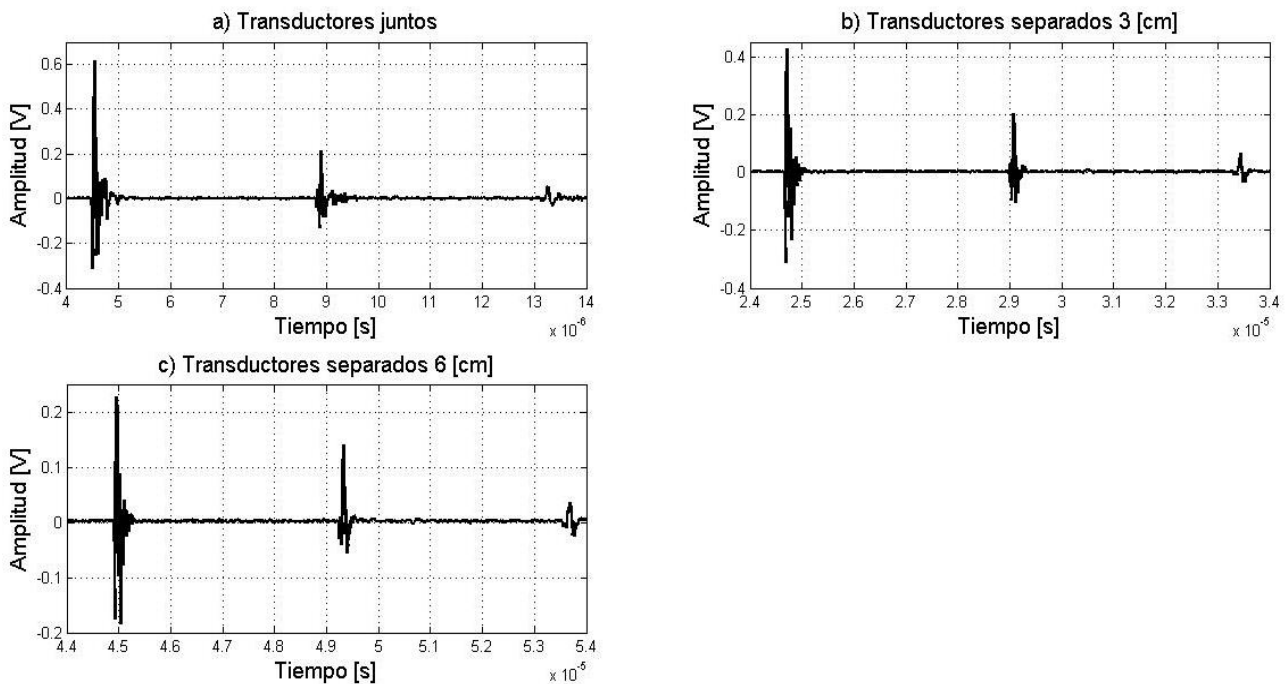 a) Transductores juntos
Amplitud [V]
0.6
0.4
0.2
0
-0.2
-0.4
4 5 6 7 8 9 10 11 12 13 14
Tiempo [s]
x 10⁻⁶
b) Transductores separados 3 [cm]
Amplitud [V]
0.4
0.2
0
-0.2
-0.4
2.4 2.5 2.6 2.7 2.8 2.9 3 3.1 3.2 3.3 3.4
Tiempo [s]
x 10⁻⁵
c) Transductores separados 6 [cm]
Amplitud [V]
0.2
0.1
0
-0.1
-0.2
4.4 4.5 4.6 4.7 4.8 4.9 5 5.1 5.2 5.3 5.4
Tiempo [s]
x 10⁻⁵